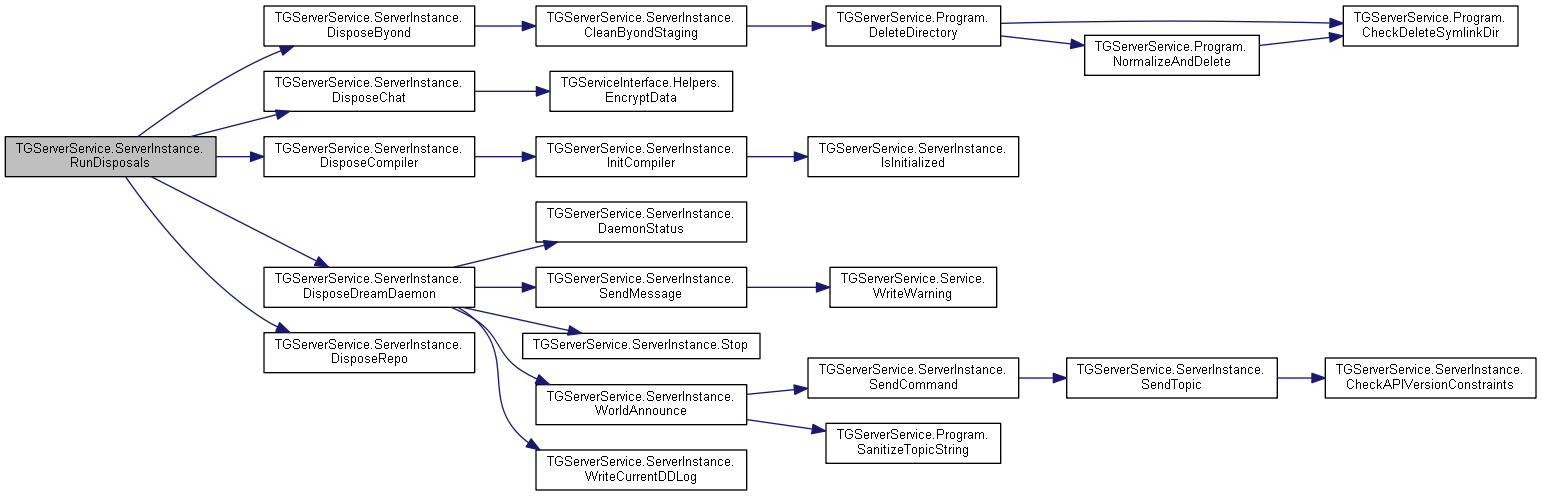 TGServerService.ServerInstance.
RunDisposals
TGServerService.ServerInstance.
DisposeByond
TGServerService.ServerInstance.
CleanByondStaging
TGServerService.Program.
DeleteDirectory
TGServerService.Program.
NormalizeAndDelete
TGServerService.Program.
CheckDeleteSymlinkDir
TGServerService.ServerInstance.
DisposeChat
TGServiceInterface.Helpers.
EncryptData
TGServerService.ServerInstance.
DisposeCompiler
TGServerService.ServerInstance.
InitCompiler
TGServerService.ServerInstance.
IsInitialized
TGServerService.ServerInstance.
DisposeDreamDaemon
TGServerService.ServerInstance.
DaemonStatus
TGServerService.ServerInstance.
SendMessage
TGServerService.Service.
WriteWarning
TGServerService.ServerInstance.Stop
TGServerService.ServerInstance.
WorldAnnounce
TGServerService.ServerInstance.
SendCommand
TGServerService.ServerInstance.
SendTopic
TGServerService.ServerInstance.
CheckAPIVersionConstraints
TGServerService.Program.
SanitizeTopicString
TGServerService.ServerInstance.
WriteCurrentDDLog
TGServerService.ServerInstance.
DisposeRepo